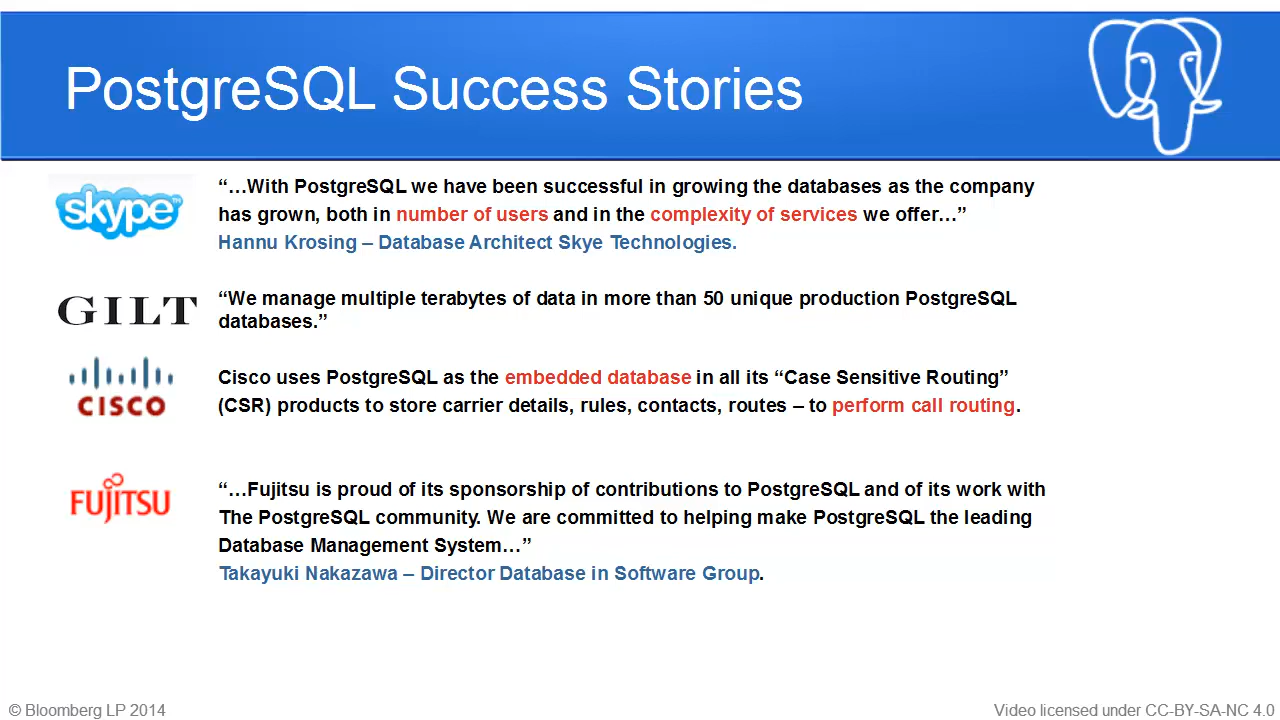 PostgreSQL Success Stories
skype™
“…With PostgreSQL we have been successful in growing the databases as the company
has grown, both in number of users and in the complexity of services we offer…”
Hannu Krosing – Database Architect Skye Technologies.
GILT
“We manage multiple terabytes of data in more than 50 unique production PostgreSQL
databases.”
CISCO
Cisco uses PostgreSQL as the embedded database in all its “Case Sensitive Routing”
(CSR) products to store carrier details, rules, contacts, routes – to perform call routing.
FUJITSU
“…Fujitsu is proud of its sponsorship of contributions to PostgreSQL and of its work with
The PostgreSQL community. We are committed to helping make PostgreSQL the leading
Database Management System…”
Takayuki Nakazawa – Director Database in Software Group.
© Bloomberg LP 2014
Video licensed under CC-BY-SA-NC 4.0